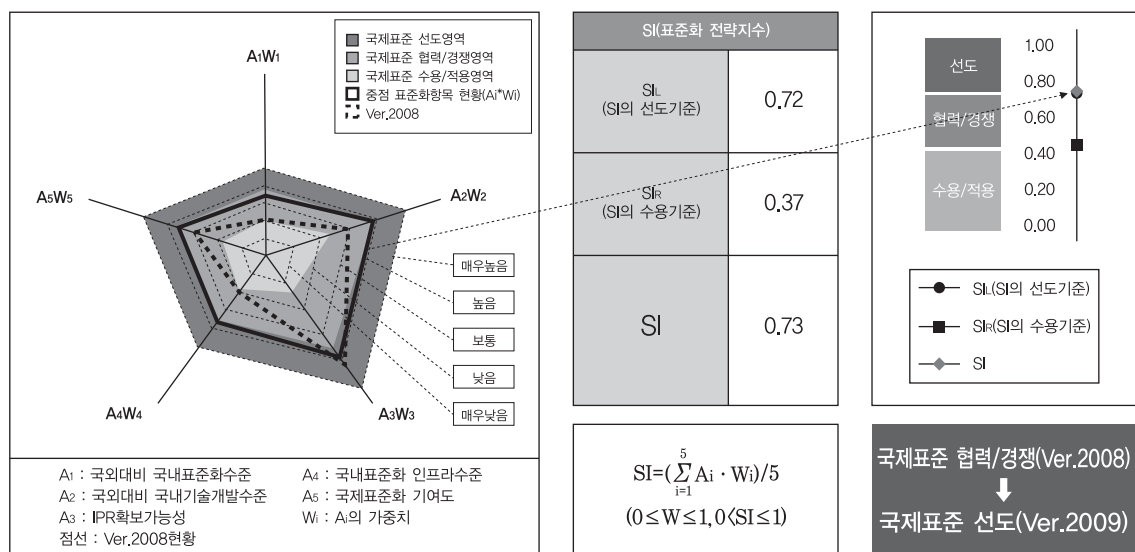 국제표준 선도영역
국제표준 협력/경쟁영역
국제표준 수용/적용영역
중점 표준화항목 현황(Ai*Wi)
Ver.2008
A1W1
A2W2
A3W3
A4W4
A5W5
매우높음
높음
보통
낮음
매우낮음
A1 : 국외대비 국내표준화수준
A2 : 국외대비 국내기술개발수준
A3 : IPR확보가능성
점선 : Ver.2008현황
A4 : 국내표준화 인프라수준
A5 : 국제표준화 기여도
Wi : Ai의 가중치
SI(표준화 전략지수)
SIL
(SI의 선도기준)
0.72
SIR
(SI의 수용기준)
0.37
SI
0.73
SI=(5∑i=1 Ai · Wi)/5
(0≤W≤1, 0〈SI≤1)
선도
협력/경쟁
수용/적용
1.00
0.80
0.60
0.40
0.20
0.00
SIL(SI의 선도기준)
SIR(SI의 수용기준)
SI
국제표준 협력/경쟁(Ver.2008)
국제표준 선도(Ver.2009)